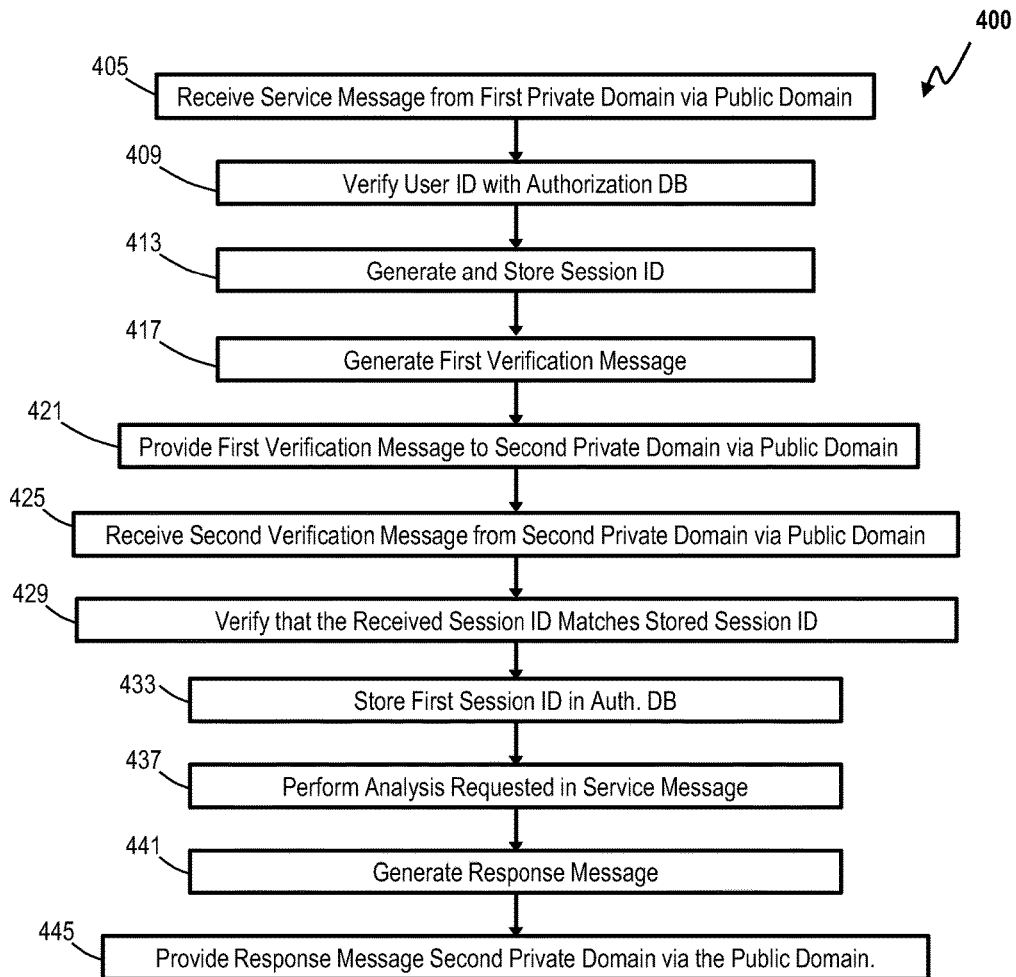 400
405
Receive Service Message from First Private Domain via Public Domain
409
Verify User ID with Authorization DB
413
Generate and Store Session ID
417
Generate First Verification Message
421
Provide First Verification Message to Second Private Domain via Public Domain
425
Receive Second Verification Message from Second Private Domain via Public Domain
429
Verify that the Received Session ID Matches Stored Session ID
433
Store First Session ID in Auth. DB
437
Perform Analysis Requested in Service Message
441
Generate Response Message
445
Provide Response Message Second Private Domain via the Public Domain.